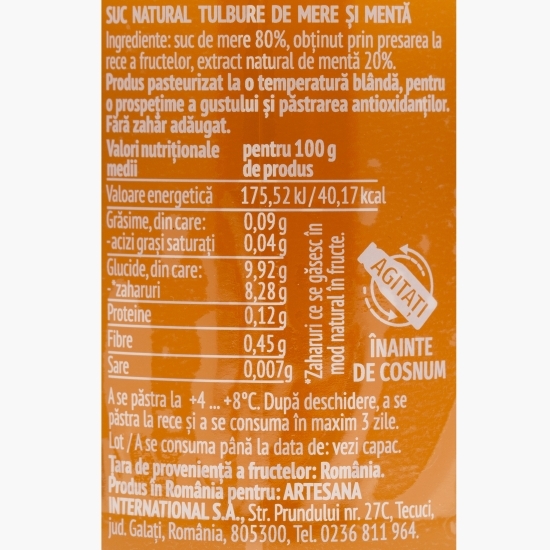 SUC NATURAL TULBURE DE MERE ȘI MENTĂ
Ingrediente: suc de mere 80%, obținut prin presarea la
rece a fructelor, extract natural de mentă 20%.
Produs pasteurizat la o temperatură blândă, pentru
o prospețime a gustului și păstrarea antioxidanților.
Fără zahăr adăugat.
Valori nutriționale medii pentru 100 g de produs
Valoare energetică 175,52 kJ/40,17kcal
Grăsime, din care: 0,09 g
-acizi grași saturați 0,04 g
Glucide, din care: 9,92 g
-*zaharuri 8,28 g
Proteine 0,12 g
Fibre 0,45 g
Sare 0,007g
*Zaharuri ce se găsesc în
mod natural în fructe.
AGITAȚI
ÎNAINTE
DE COSNUM
A se păstra la +4 ... +8°C. După deschidere, a se
păstra la rece și a se consuma în maxim 3 zile.
Lot / A se consuma până la data de: vezi capac.
Țara de proveniență a fructelor: România.
Produs în România pentru: ARTESANA
INTERNATIONAL S.A., Str. Prundului nr. 27C, Tecuci,
jud. Galați, România, 805300, Tel. 0236 811 964.